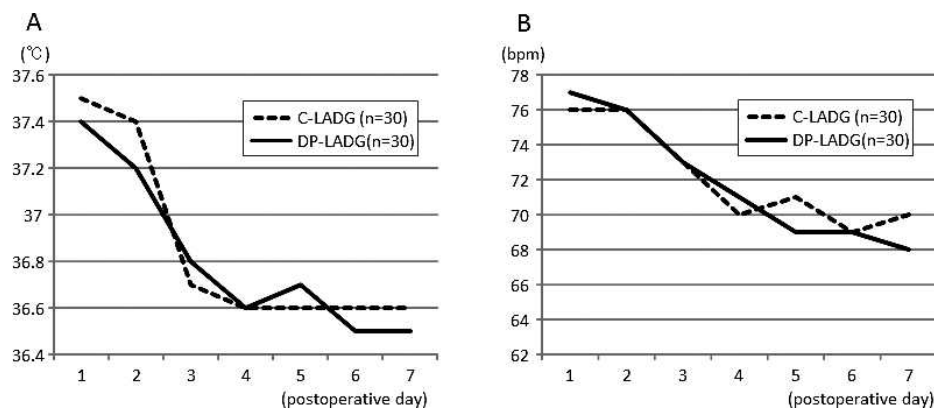 A
(℃)
37.6
37.4
37.2
37
36.8
36.6
36.4
C-LADG (n=30)
DP-LADG(n=30)
1 2 3 4 5 6 7
(postoperative day)
B
(bpm)
78
76
74
72
70
68
66
64
62
C-LADG (n=30)
DP-LADG(n=30)
1 2 3 4 5 6 7
(postoperative day)